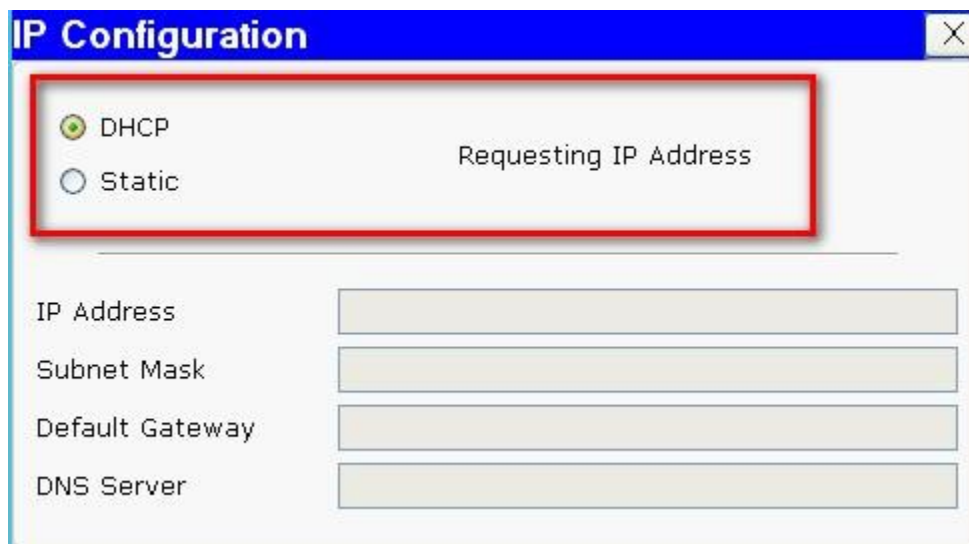 IP Configuration
DHCP
Requesting IP Address
Static
IP Address
Subnet Mask
Default Gateway
DNS Server